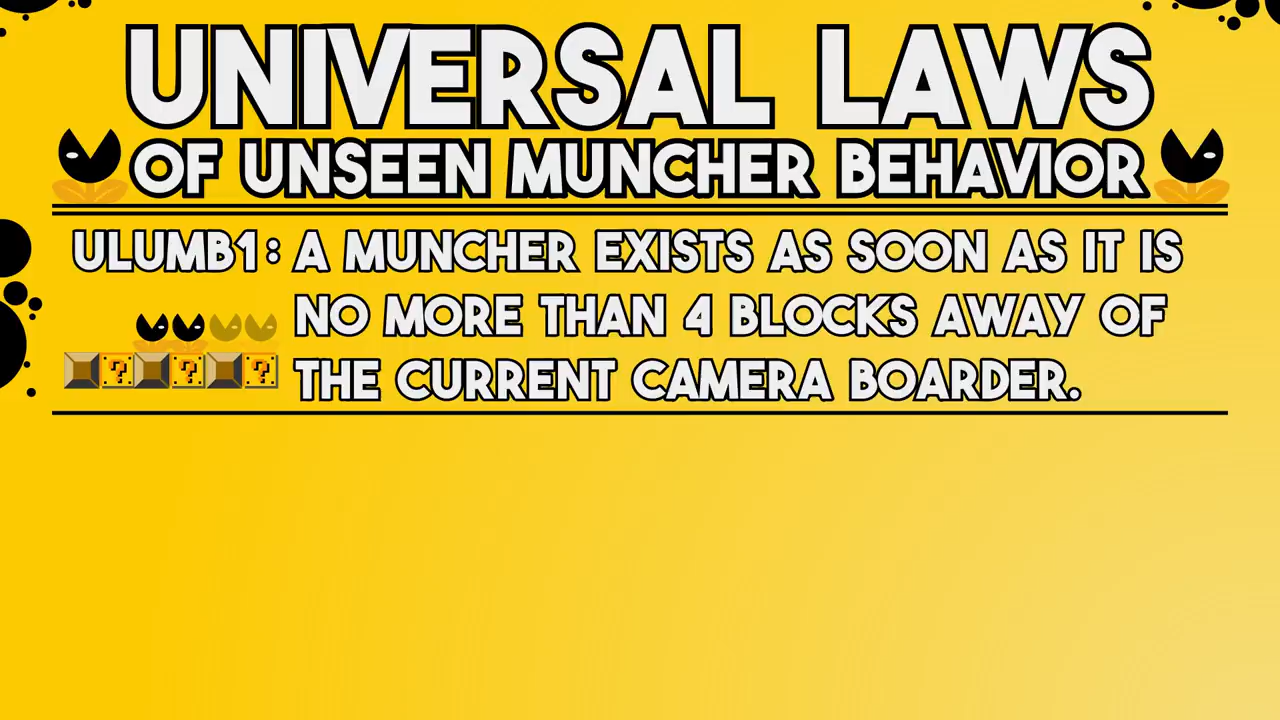 UNIVERSAL LAWS
OF UNSEEN MUNCHER BEHAVIOR
ULUMB1: A MUNCHER EXISTS AS SOON AS IT IS
NO MORE THAN 4 BLOCKS AWAY OF
THE CURRENT CAMERA BOARDER.
? ? ?